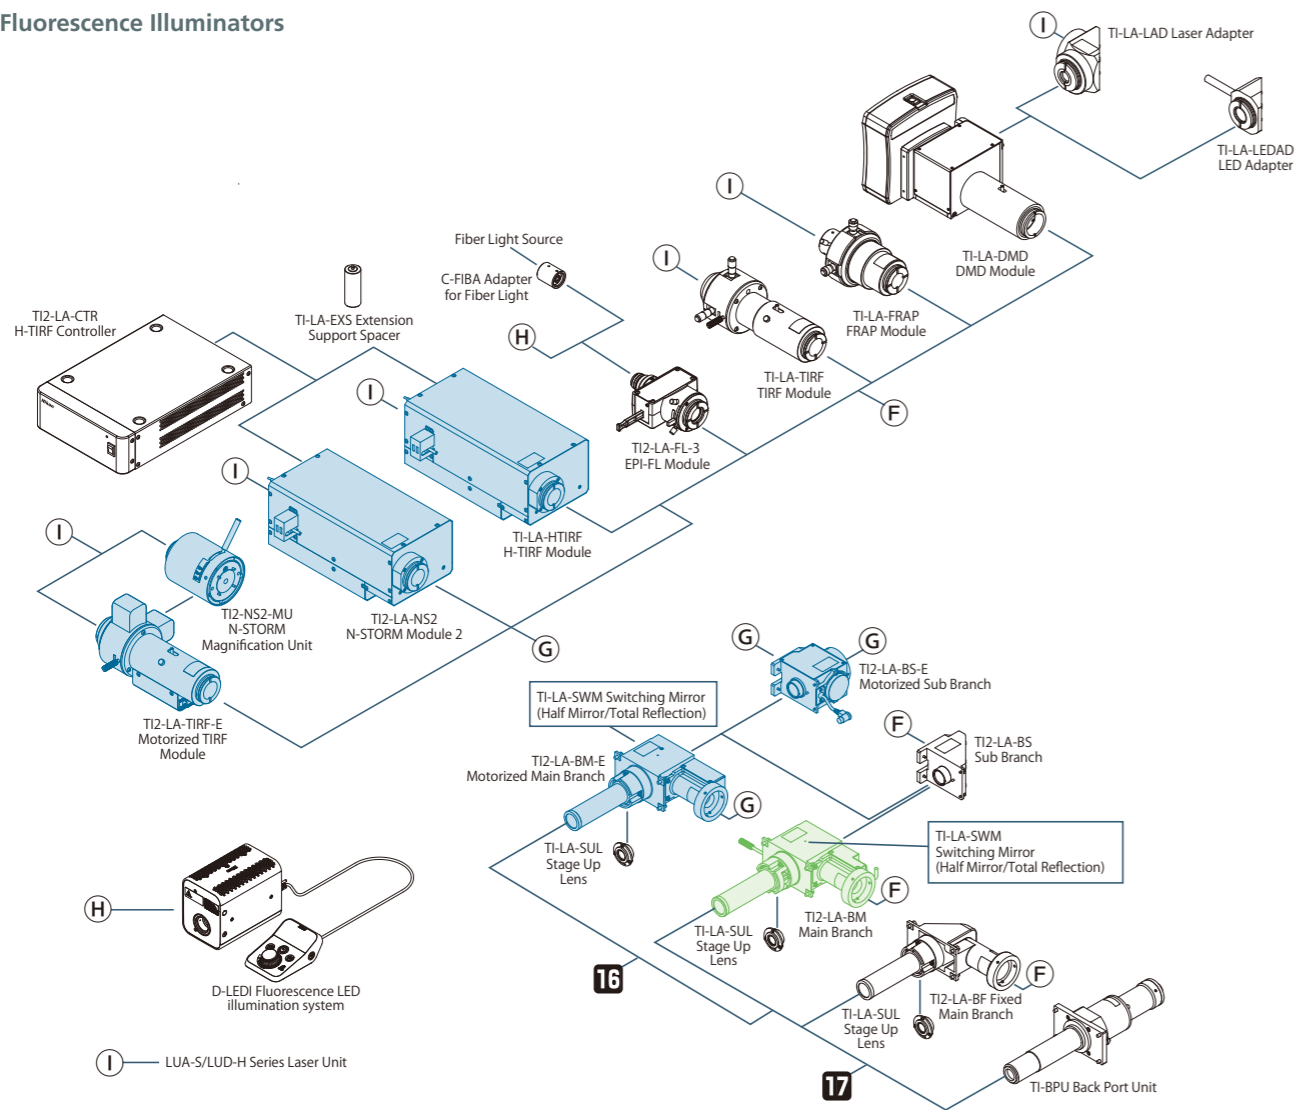 Fluorescence Illuminators
I
TI-LA-LAD Laser Adapter
TI-LA-LEDAD
LED Adapter
I
TI-LA-DMD
DMD Module
Fiber Light Source
C-FIBA Adapter
for Fiber Light
I
TI-LA-FRAP
FRAP Module
TI2-LA-CTR
H-TIRF Controller
TI-LA-EXS Extension
Support Spacer
H
TI-LA-TIRF
TIRF Module
I
F
TI2-LA-FL-3
EPI-FL Module
I
TI-LA-HTIRF
H-TIRF Module
I
TI2-NS2-MU
N-STORM
Magnification Unit
TI2-LA-NS2
N-STORM Module 2
G
TI2-LA-TIRF-E
Motorized TIRF
Module
G
G
TI2-LA-BS-E
Motorized Sub Branch
TI-LA-SWM Switching Mirror
(Half Mirror/Total Reflection)
F
TI2-LA-BS
Sub Branch
TI2-LA-BM-E
Motorized Main Branch
G
TI-LA-SUL
Stage Up
Lens
TI-LA-SWM
Switching Mirror
(Half Mirror/Total Reflection)
H
F
TI2-LA-BM
Main Branch
TI-LA-SUL
Stage Up
Lens
16
F
D-LEDI Fluorescence LED
illumination system
TI2-LA-BF Fixed
Main Branch
TI-LA-SUL
Stage Up
Lens
I
LUA-S/LUD-H Series Laser Unit
17
TI-BPU Back Port Unit